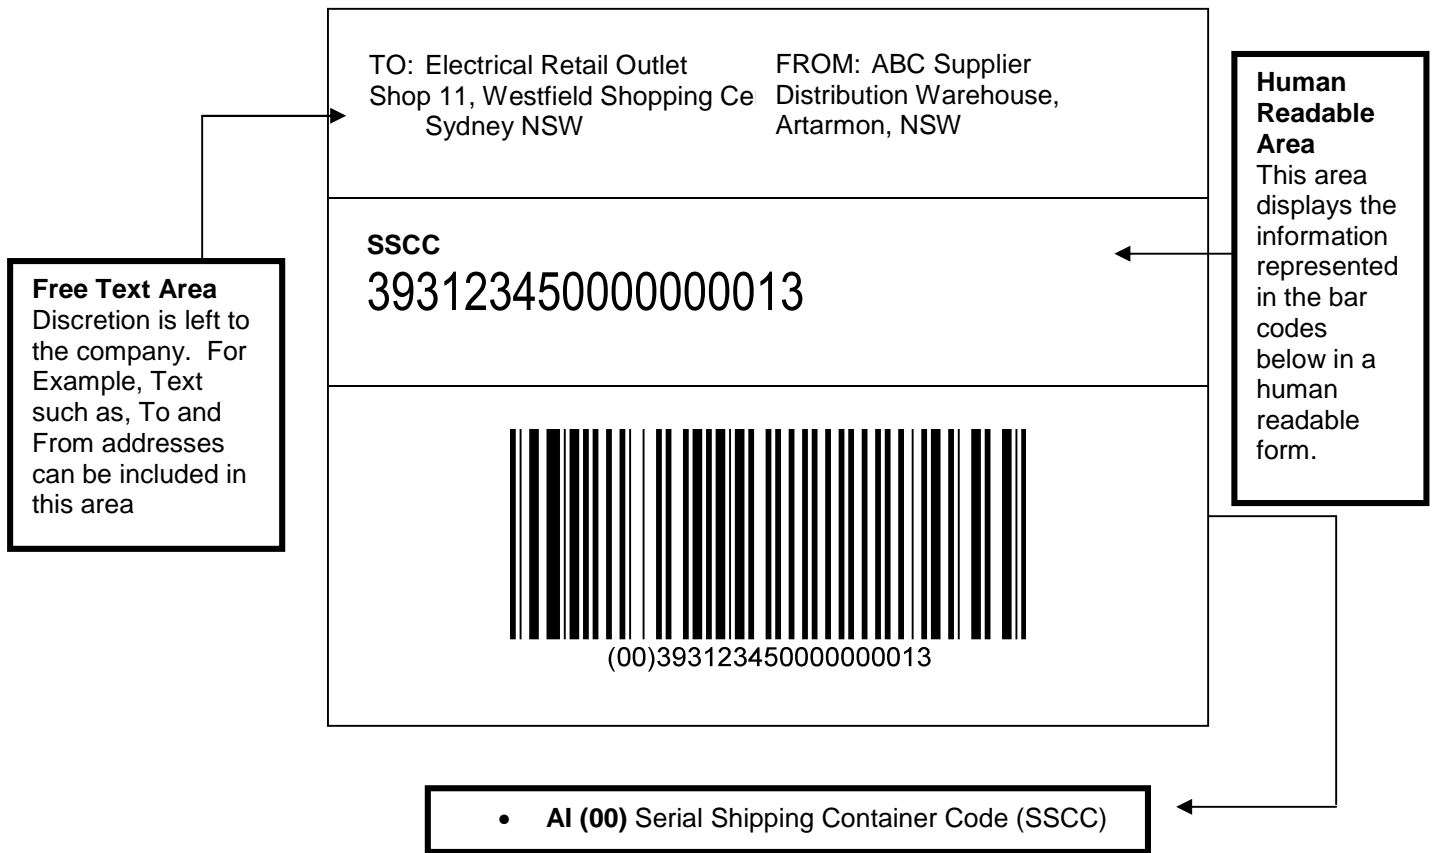 TO: Electrical Retail Outlet
Shop 11, Westfield Shopping Ce
Sydney NSW
FROM: ABC Supplier
Distribution Warehouse,
Artarmon, NSW
Human
Readable
Area
This area
displays the
information
represented
in the bar
codes
below in a
human
readable
form.
SSCC
393123450000000013
Free Text Area
Discretion is left to
the company. For
Example, Text
such as, To and
From addresses
can be included in
this area
(00)393123450000000013
• AI (00) Serial Shipping Container Code (SSCC)